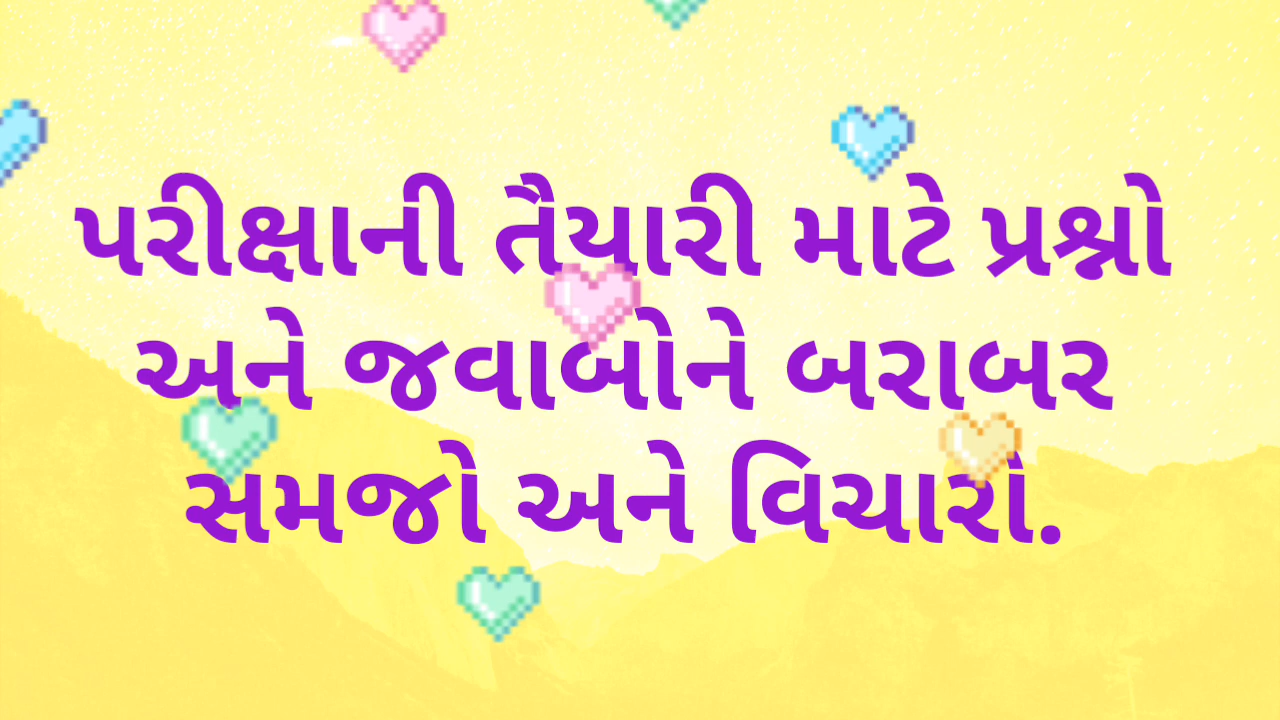 પરીક્ષાની તૈયારી માટે પ્રશ્નો
અને જવાબોને બરાબર
સમજો અને વિચારો.